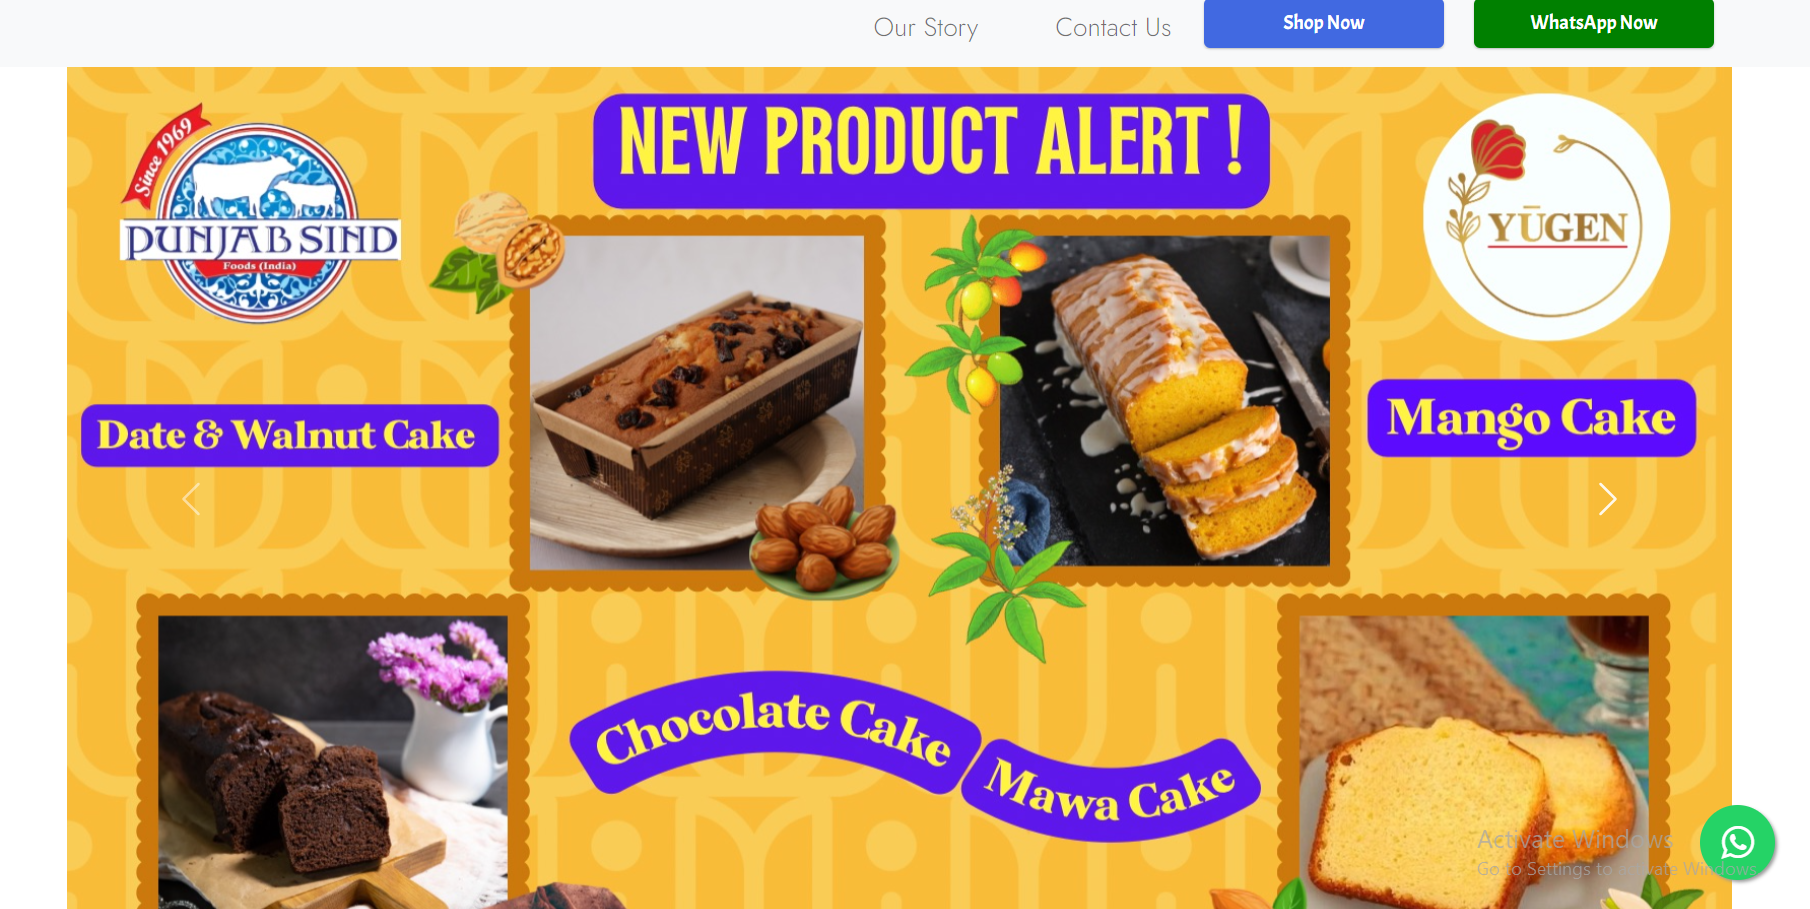 Our Story
Contact Us
Shop Now
WhatsApp Now
Since 1969
PUNJAB SIND
Foods (India)
NEW PRODUCT ALERT !
YŪGEN
Date & Walnut Cake
Mango Cake
Chocolate Cake
Mawa Cake
Activate Windows
Go to Settings to activate Windows.